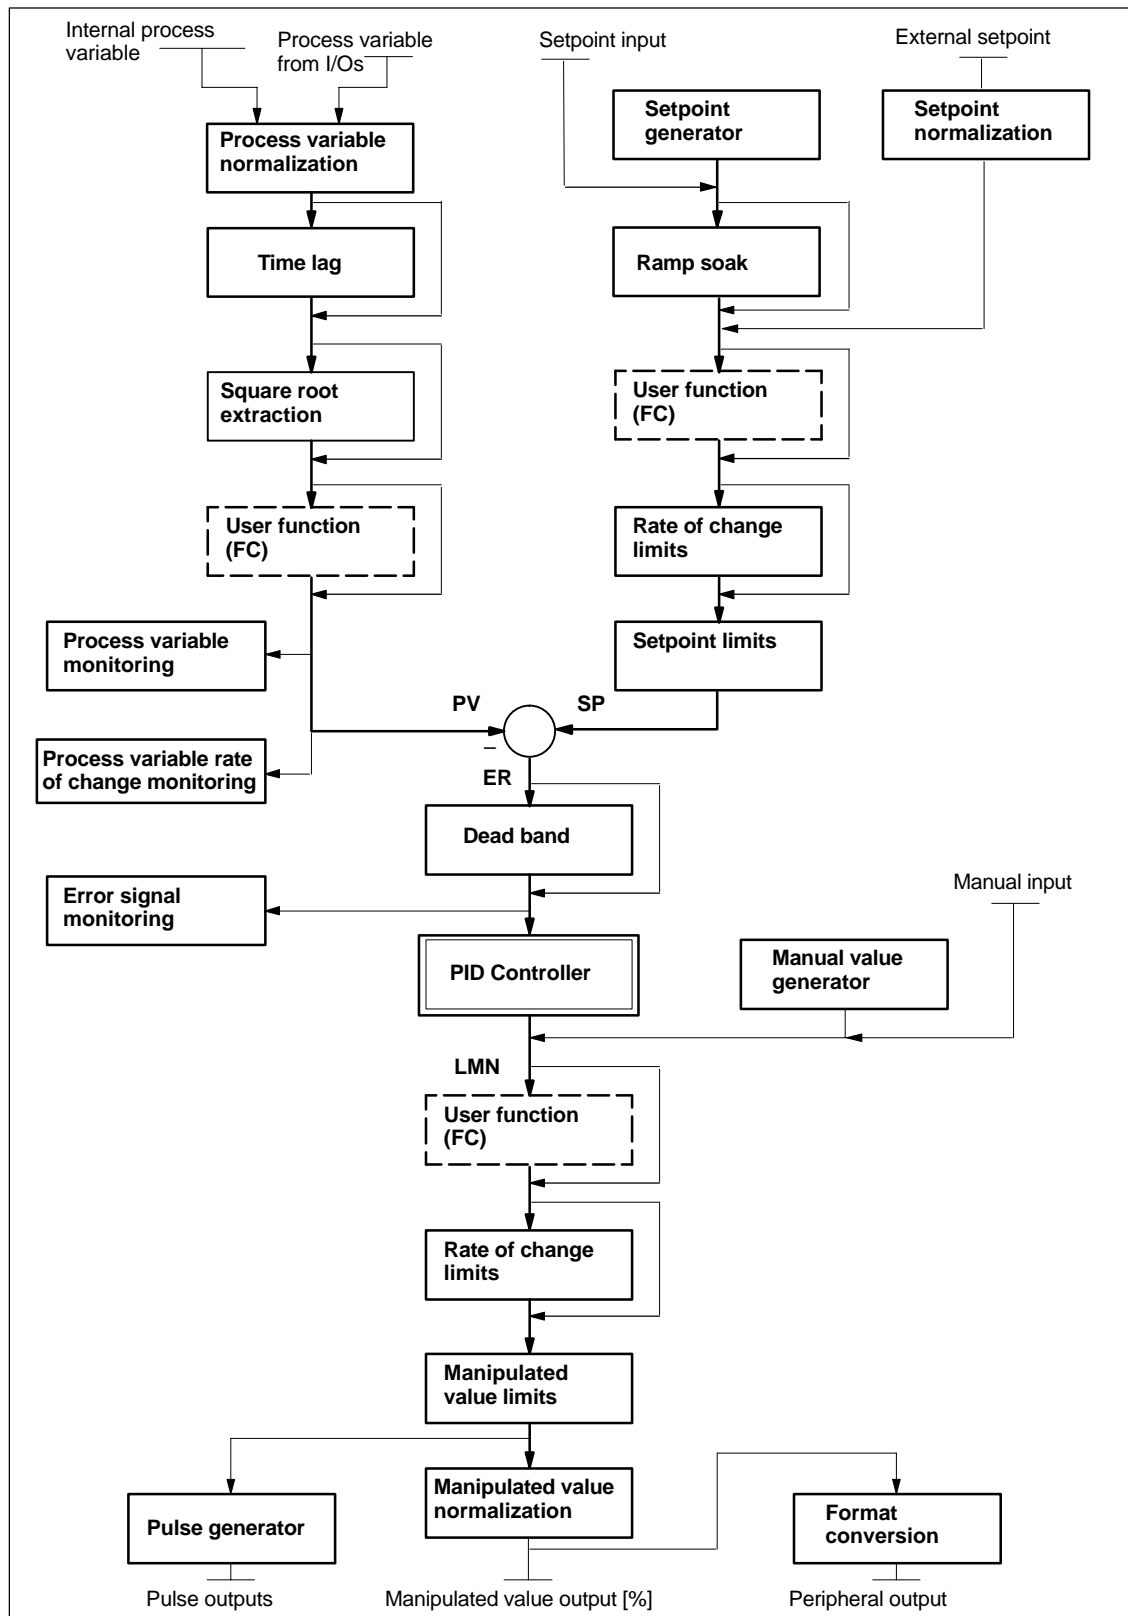 Internal process
variable
Process variable
from I/Os
Setpoint input
External setpoint
Process variable
normalization
Setpoint
generator
Setpoint
normalization
Time lag
Ramp soak
Square root
extraction
User function
(FC)
User function
(FC)
Rate of change
limits
Process variable
monitoring
Setpoint limits
PV
SP
–
Process variable rate
of change monitoring
ER
Dead band
Error signal
monitoring
Manual input
PID Controller
Manual value
generator
LMN
User function
(FC)
Rate of change
limits
Manipulated
value limits
Pulse generator
Manipulated value
normalization
Format
conversion
Pulse outputs
Manipulated value output [%]
Peripheral output